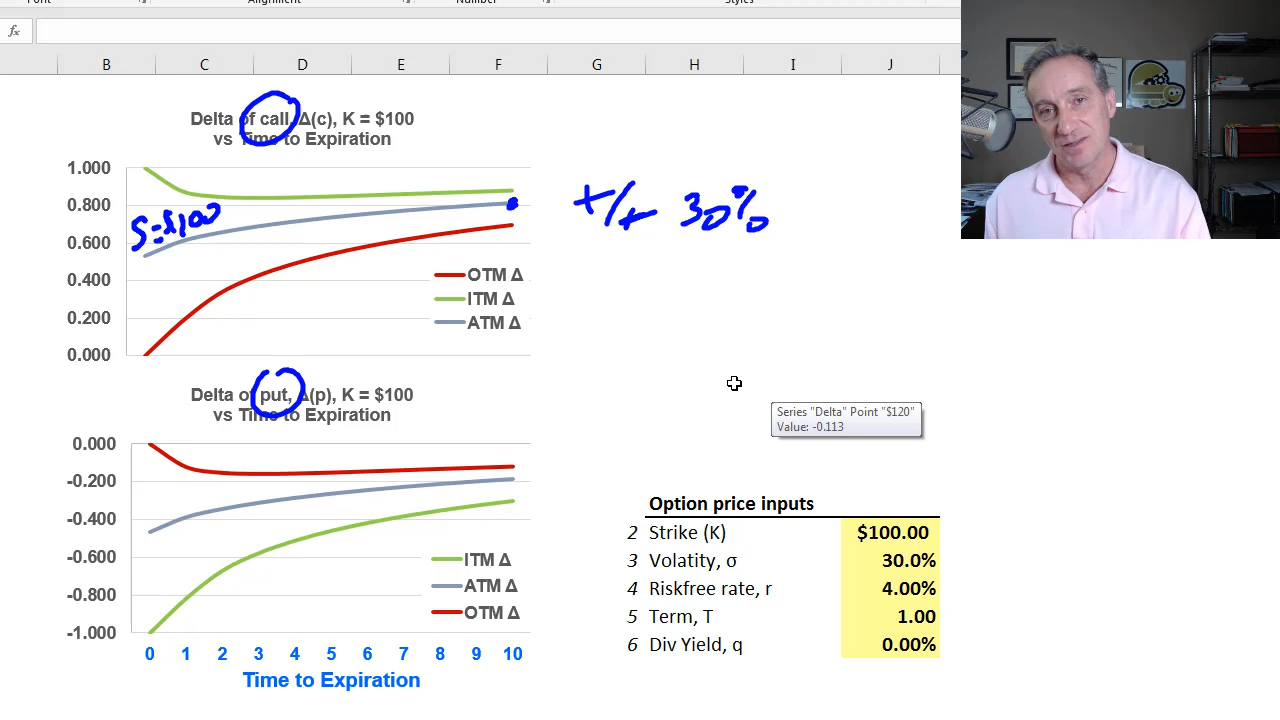 Font Alignment Number Styles
fx
B C D E F G H I J
Delta of call, Δ(c), K = $100
vs Time to Expiration
1.000
0.800
0.600
0.400
0.200
0.000
S=$100
OTM Δ
ITM Δ
ATM Δ
+/- 30%
Delta of put, Δ(p), K = $100
vs Time to Expiration
0.000
-0.200
-0.400
-0.600
-0.800
-1.000
ITM Δ
ATM Δ
OTM Δ
0 1 2 3 4 5 6 7 8 9 10
Time to Expiration
Series "Delta" Point "$120"
Value: -0.113
Option price inputs
2 Strike (K) $100.00
3 Volatity, σ 30.0%
4 Riskfree rate, r 4.00%
5 Term, T 1.00
6 Div Yield, q 0.00%